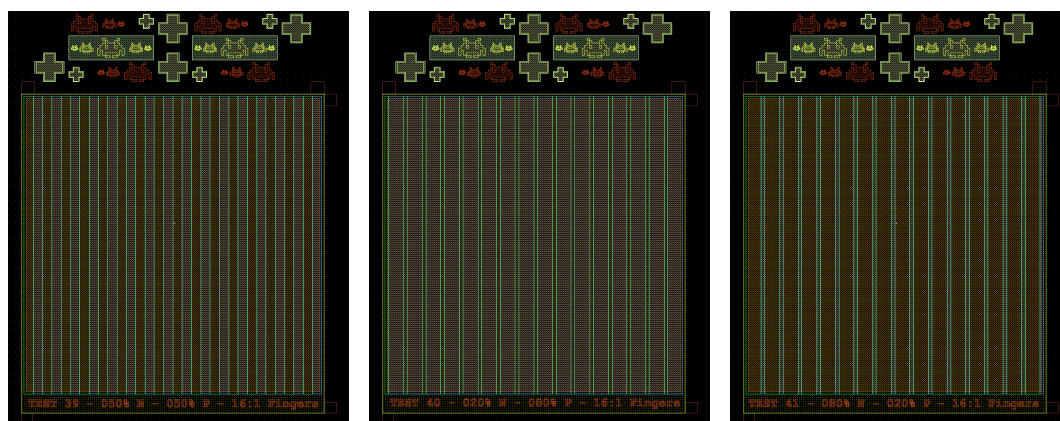 TEST 39 - 050% N - 050% P - 16:1 Fingers
TEST 40 - 020% N - 080% P - 16:1 Fingers
TEST 41 - 080% N - 020% P - 16:1 Fingers